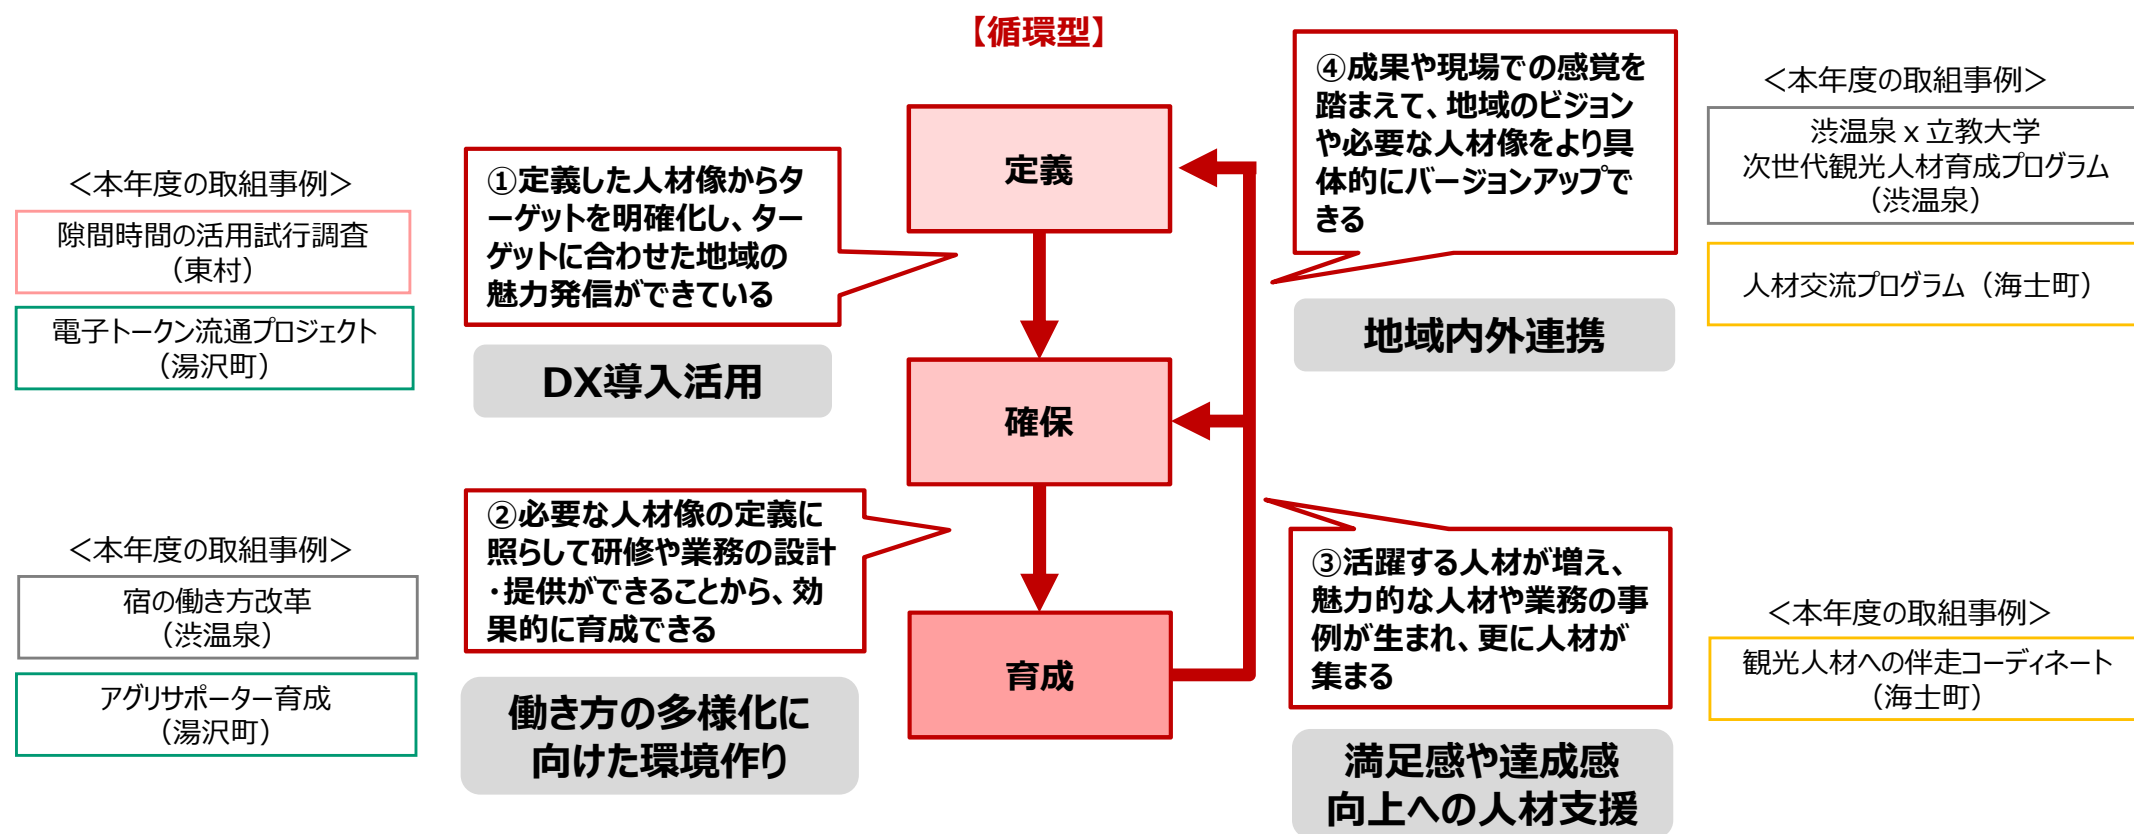 【循環型】
＜本年度の取組事例＞
隙間時間の活用試行調査
（東村）
電子トークン流通プロジェクト
（湯沢町）
①定義した人材像からタ
ーゲットを明確化し、ター
ゲットに合わせた地域の
魅力発信ができている
DX導入活用
定義
確保
育成
④成果や現場での感覚を
踏まえて、地域のビジョン
や必要な人材像をより具
体的にバージョンアップで
きる
地域内外連携
＜本年度の取組事例＞
渋温泉 x 立教大学
次世代観光人材育成プログラム
（渋温泉）
人材交流プログラム（海士町）
＜本年度の取組事例＞
宿の働き方改革
（渋温泉）
アグリサポーター育成
（湯沢町）
②必要な人材像の定義に
照らして研修や業務の設計
・提供ができることから、効
果的に育成できる
働き方の多様化に
向けた環境作り
③活躍する人材が増え、
魅力的な人材や業務の事
例が生まれ、更に人材が
集まる
満足感や達成感
向上への人材支援
＜本年度の取組事例＞
観光人材への伴走コーディネート
（海士町）